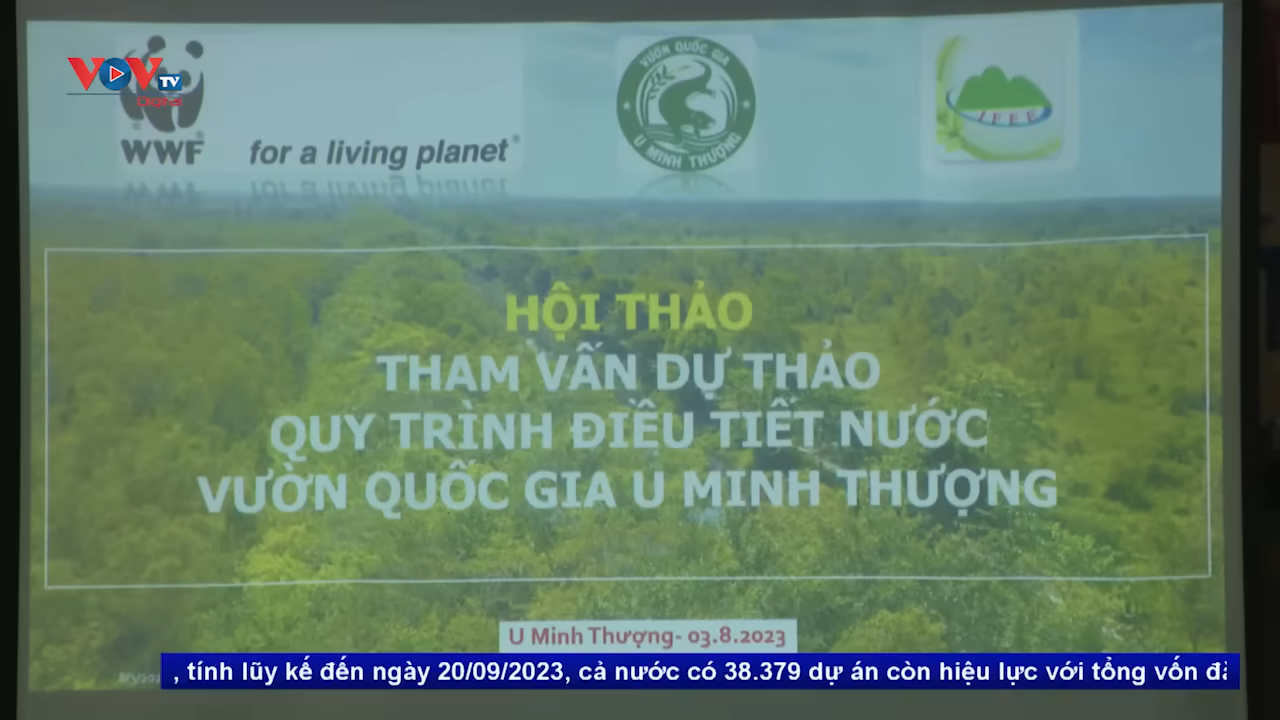 VOV TV
Digital
WWF
for a living planet®
VƯỜN QUỐC GIA
U MINH THƯỢNG
IFEE
HỘI THẢO
THAM VẤN DỰ THẢO
QUY TRÌNH ĐIỀU TIẾT NƯỚC
VƯỜN QUỐC GIA U MINH THƯỢNG
U Minh Thượng- 03.8.2023
, tính lũy kế đến ngày 20/09/2023, cả nước có 38.379 dự án còn hiệu lực với tổng vốn